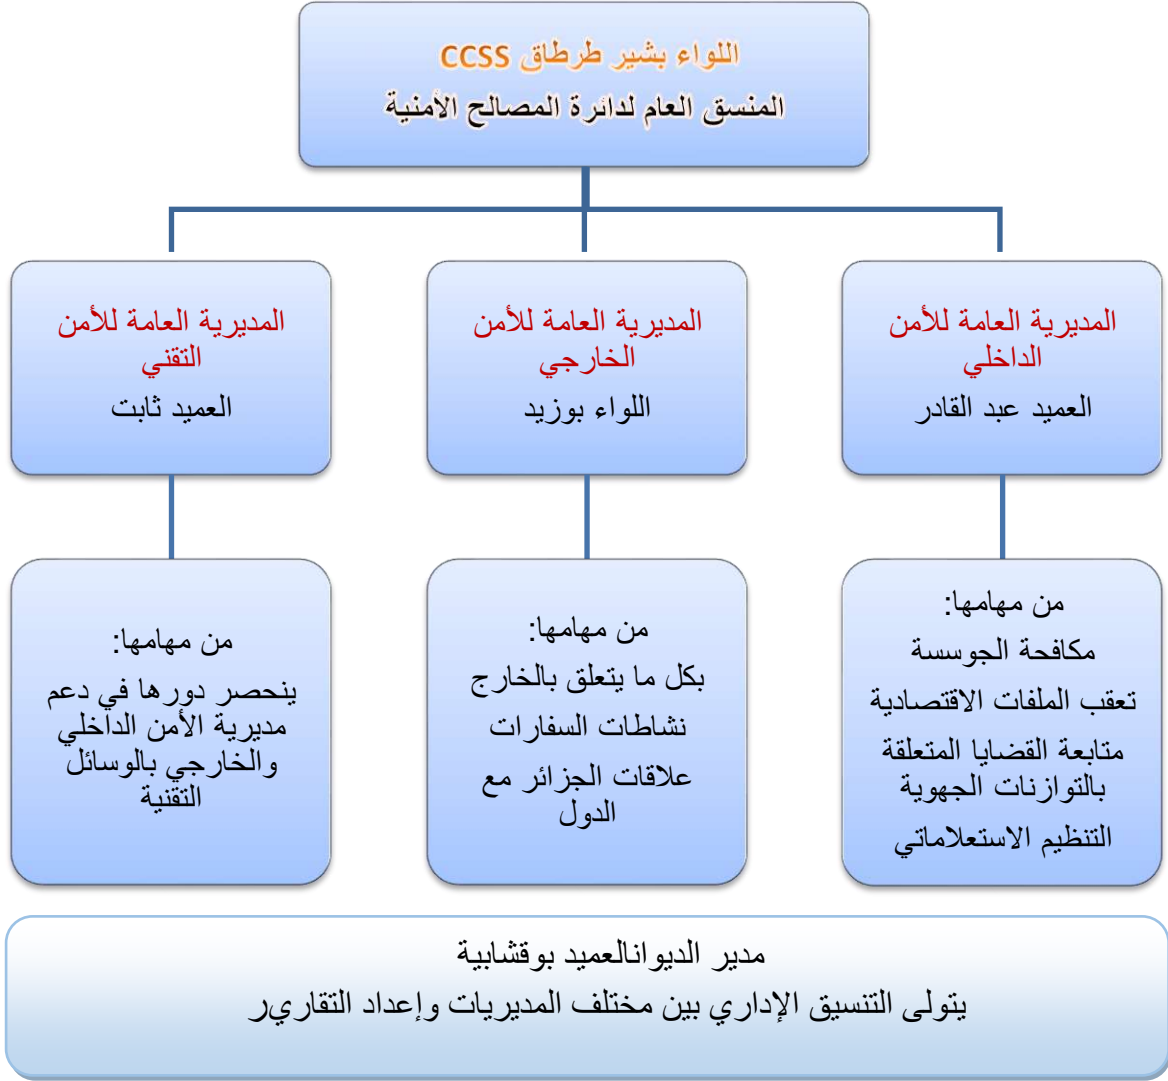 اللواء بشير طرطاق CCSS
المنسق العام لدائرة المصالح الأمنية
المديرية العامة للأمن
الداخلي
العميد عبد القادر
المديرية العامة للأمن
الخارجي
اللواء بوزيد
المديرية العامة للأمن
التقني
العميد ثابت
من مهامها:
مكافحة الجوسسة
تعقب الملفات الاقتصادية
متابعة القضايا المتعلقة
بالتوازنات الجهوية
التنظيم الاستعلاماتي
من مهامها:
بكل ما يتعلق بالخارج
نشاطات السفارات
علاقات الجزائر مع
الدول
من مهامها:
ينحصر دورها في دعم
مديرية الأمن الداخلي
والخارجي بالوسائل
التقنية
مدير الديوانالعميد بوقشابية
يتولى التنسيق الإداري بين مختلف المديريات وإعداد التقارير